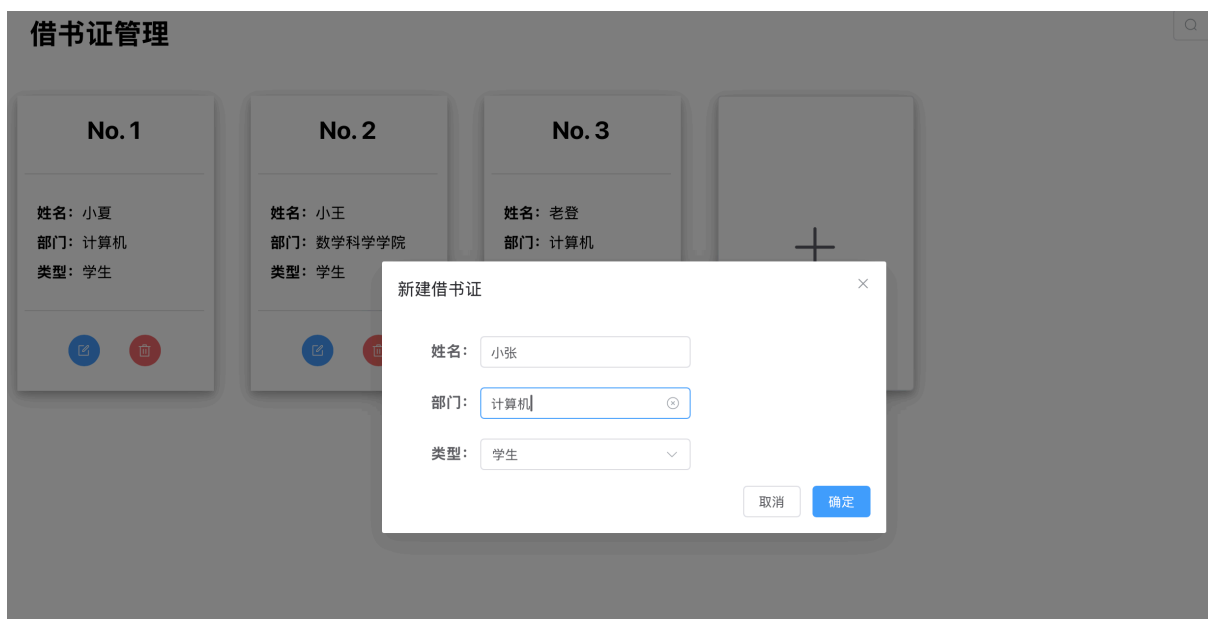 借书证管理
No. 1
No. 2
No. 3
姓名：小夏
部门：计算机
类型：学生
姓名：小王
部门：数学科学学院
类型：学生
姓名：老登
部门：计算机
新建借书证
姓名：小张
部门：计算机
类型：学生
取消
确定